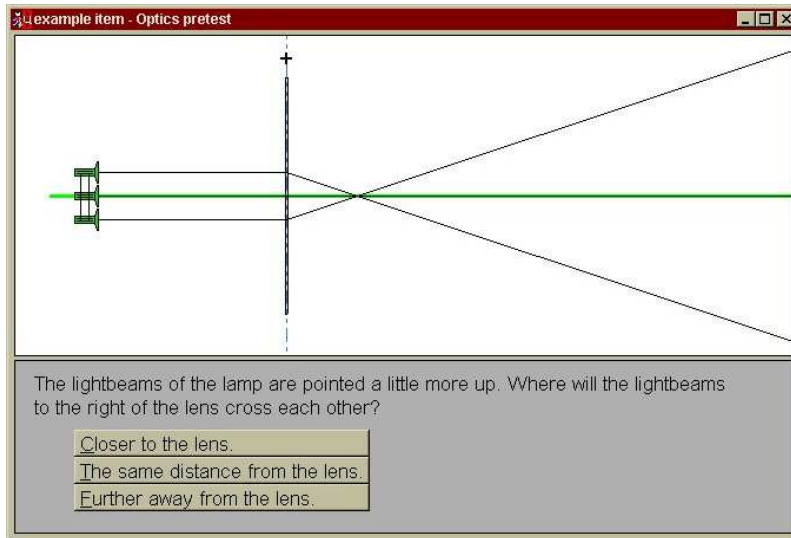 example item - Optics pretest
+
The lightbeams of the lamp are pointed a little more up. Where will the lightbeams
to the right of the lens cross each other?
Closer to the lens.
The same distance from the lens.
Further away from the lens.